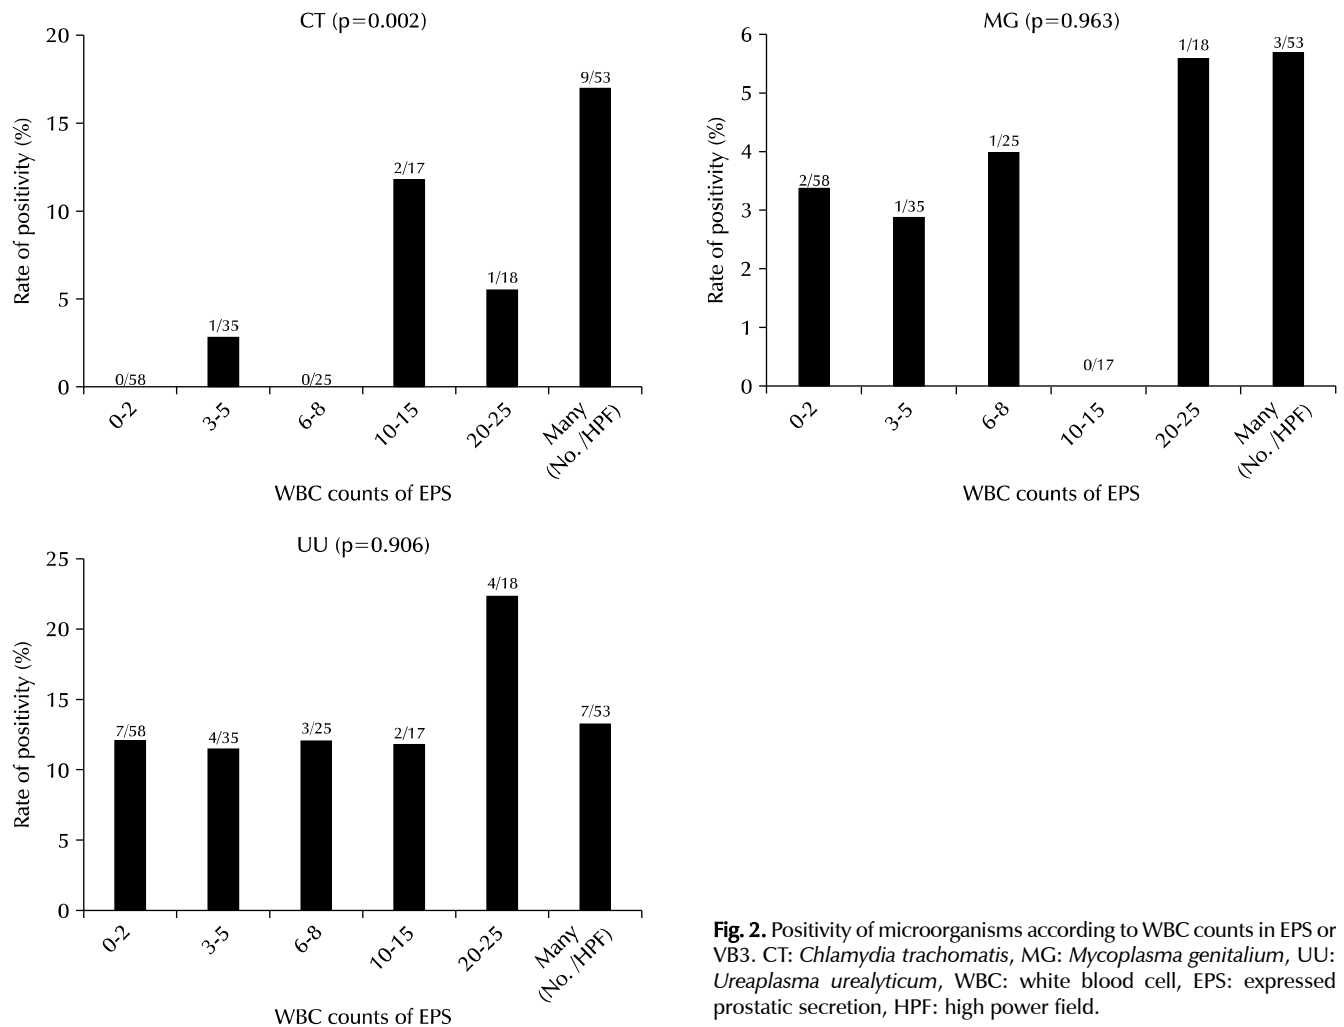 CT (p=0.002)
20
15
10
5
0
Rate of positivity (%)
0/58
1/35
0/25
2/17
1/18
9/53
0-2
3-5
6-8
10-15
20-25
Many
(No. /HPF)
WBC counts of EPS
MG (p=0.963)
6
5
4
3
2
1
0
Rate of positivity (%)
2/58
1/35
1/25
0/17
1/18
3/53
0-2
3-5
6-8
10-15
20-25
Many
(No. /HPF)
WBC counts of EPS
UU (p=0.906)
25
20
15
10
5
0
Rate of positivity (%)
7/58
4/35
3/25
2/17
4/18
7/53
0-2
3-5
6-8
10-15
20-25
Many
(No. /HPF)
WBC counts of EPS
Fig. 2. Positivity of microorganisms according to WBC counts in EPS or
VB3. CT: Chlamydia trachomatis, MG: Mycoplasma genitalium, UU:
Ureaplasma urealyticum, WBC: white blood cell, EPS: expressed
prostatic secretion, HPF: high power field.